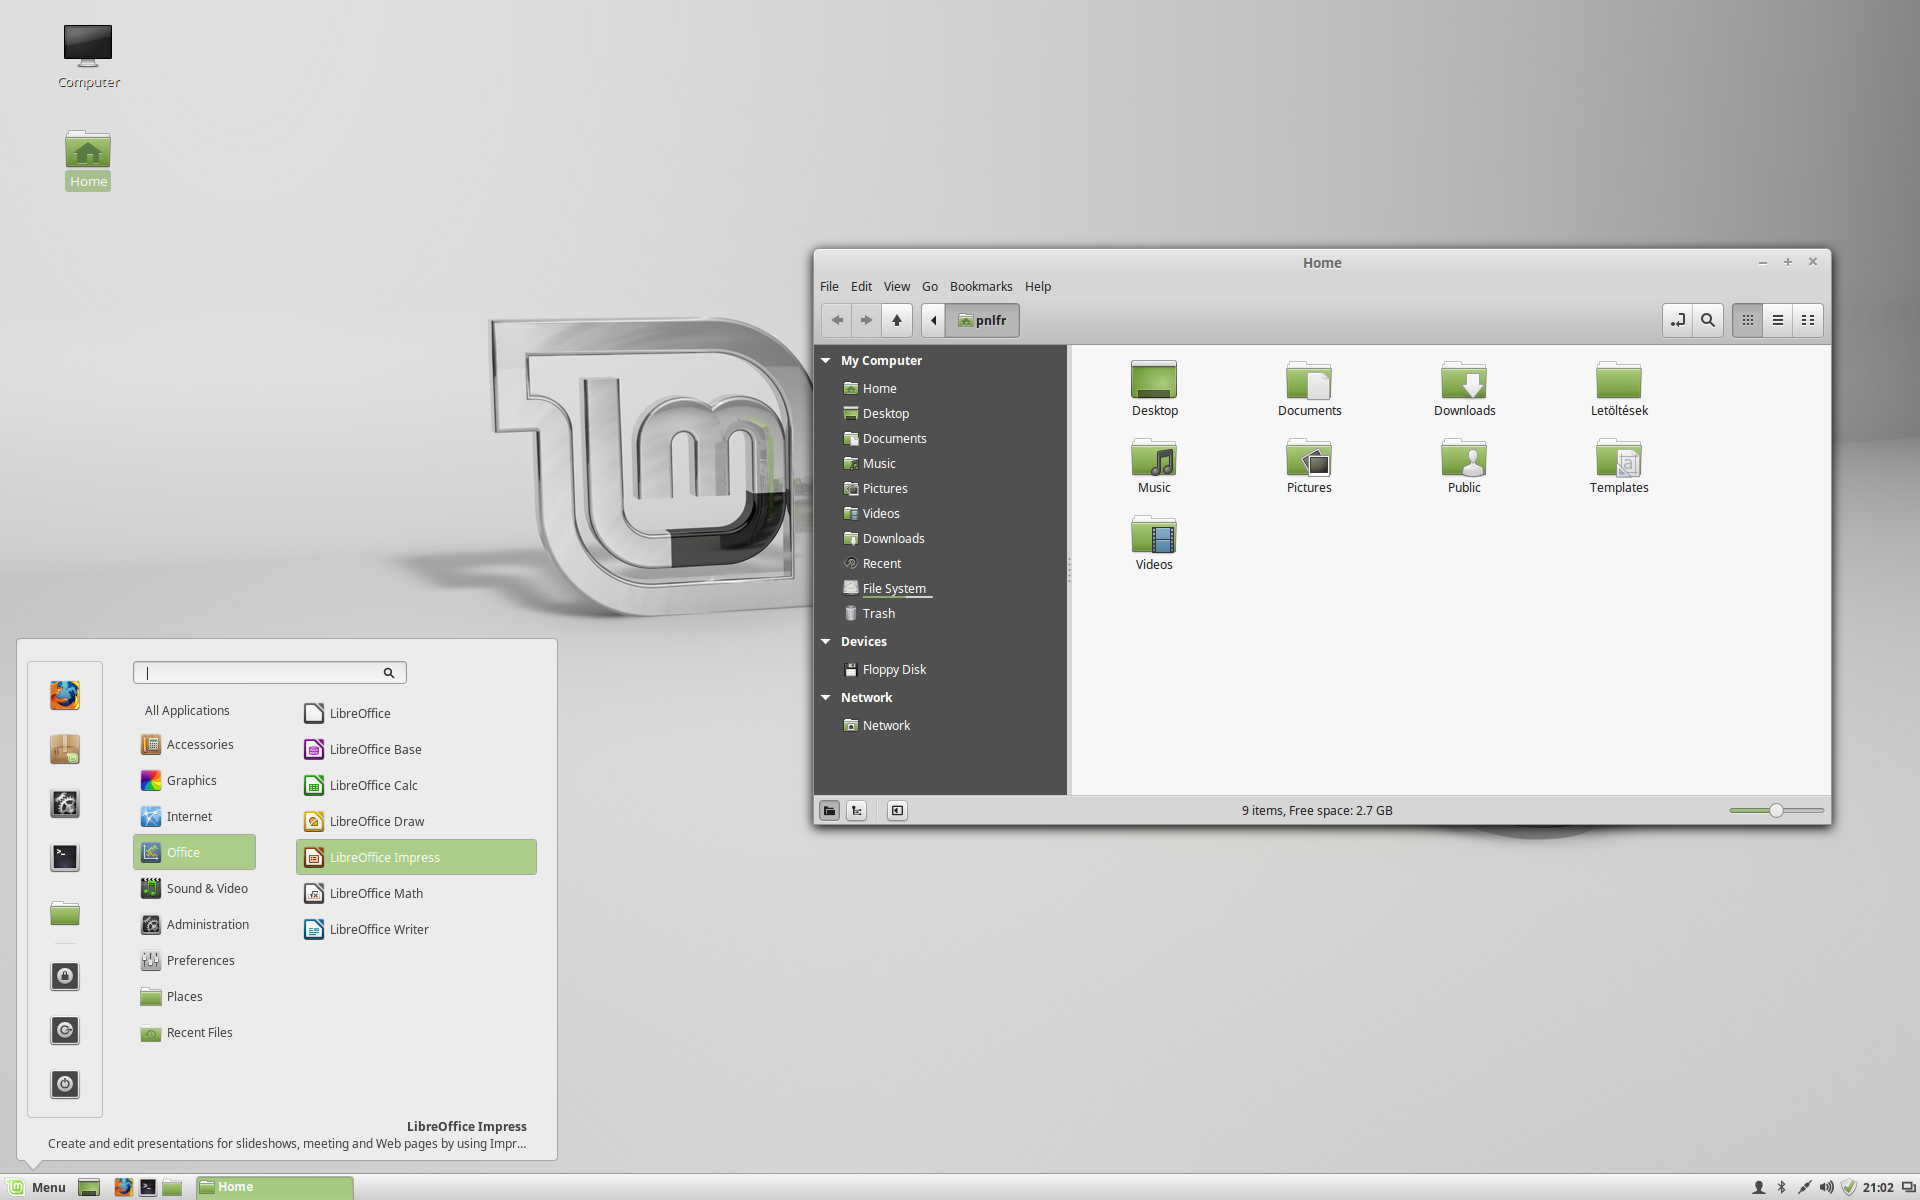 Computer
Home
Home
File Edit View Go Bookmarks Help
pnlfr
My Computer
Home
Desktop
Documents
Music
Pictures
Videos
Downloads
Recent
File System
Trash
Devices
Floppy Disk
Network
Network
Desktop Documents Downloads Letöltések
Music Pictures Public Templates
Videos
9 items, Free space: 2.7 GB
All Applications
Accessories
Graphics
Internet
Office
Sound & Video
Administration
Preferences
Places
Recent Files
LibreOffice
LibreOffice Base
LibreOffice Calc
LibreOffice Draw
LibreOffice Impress
LibreOffice Math
LibreOffice Writer
LibreOffice Impress
Create and edit presentations for slideshows, meeting and Web pages by using Impr...
Menu Home 21:02